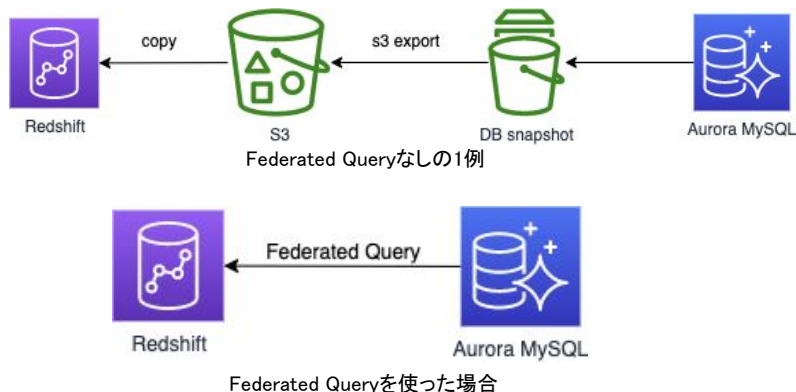 copy
s3 export
Redshift
S3
DB snapshot
Aurora MySQL
Federated Queryなしの1例
Federated Query
Redshift
Aurora MySQL
Federated Queryを使った場合